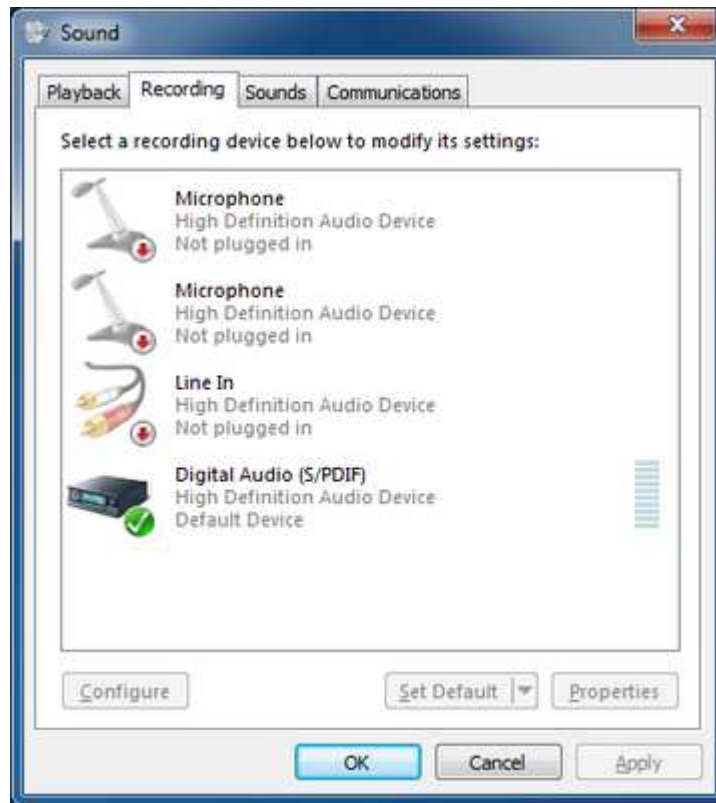 Sound
Playback Recording Sounds Communications
Select a recording device below to modify its settings:
Microphone
High Definition Audio Device
Not plugged in
Microphone
High Definition Audio Device
Not plugged in
Line In
High Definition Audio Device
Not plugged in
Digital Audio (S/PDIF)
High Definition Audio Device
Default Device
Configure Set Default Properties
OK Cancel Apply